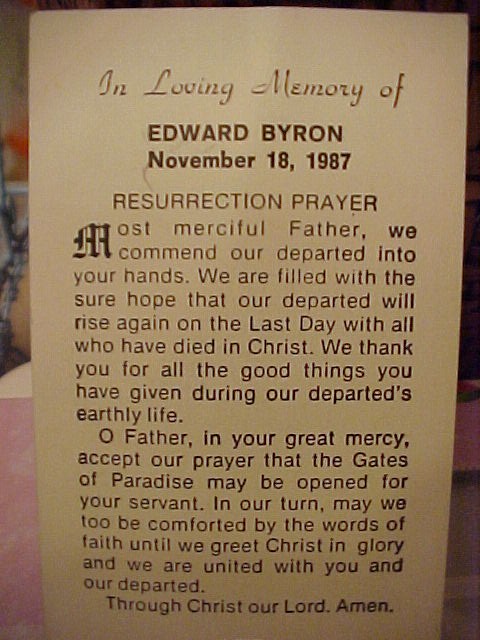 In Loving Memory of
EDWARD BYRON
November 18, 1987
RESURRECTION PRAYER
Most merciful Father, we
commend our departed into
your hands. We are filled with the
sure hope that our departed will
rise again on the Last Day with all
who have died in Christ. We thank
you for all the good things you
have given during our departed's
earthly life.
O Father, in your great mercy,
accept our prayer that the Gates
of Paradise may be opened for
your servant. In our turn, may we
too be comforted by the words of
faith until we greet Christ in glory
and we are united with you and
our departed.
Through Christ our Lord. Amen.